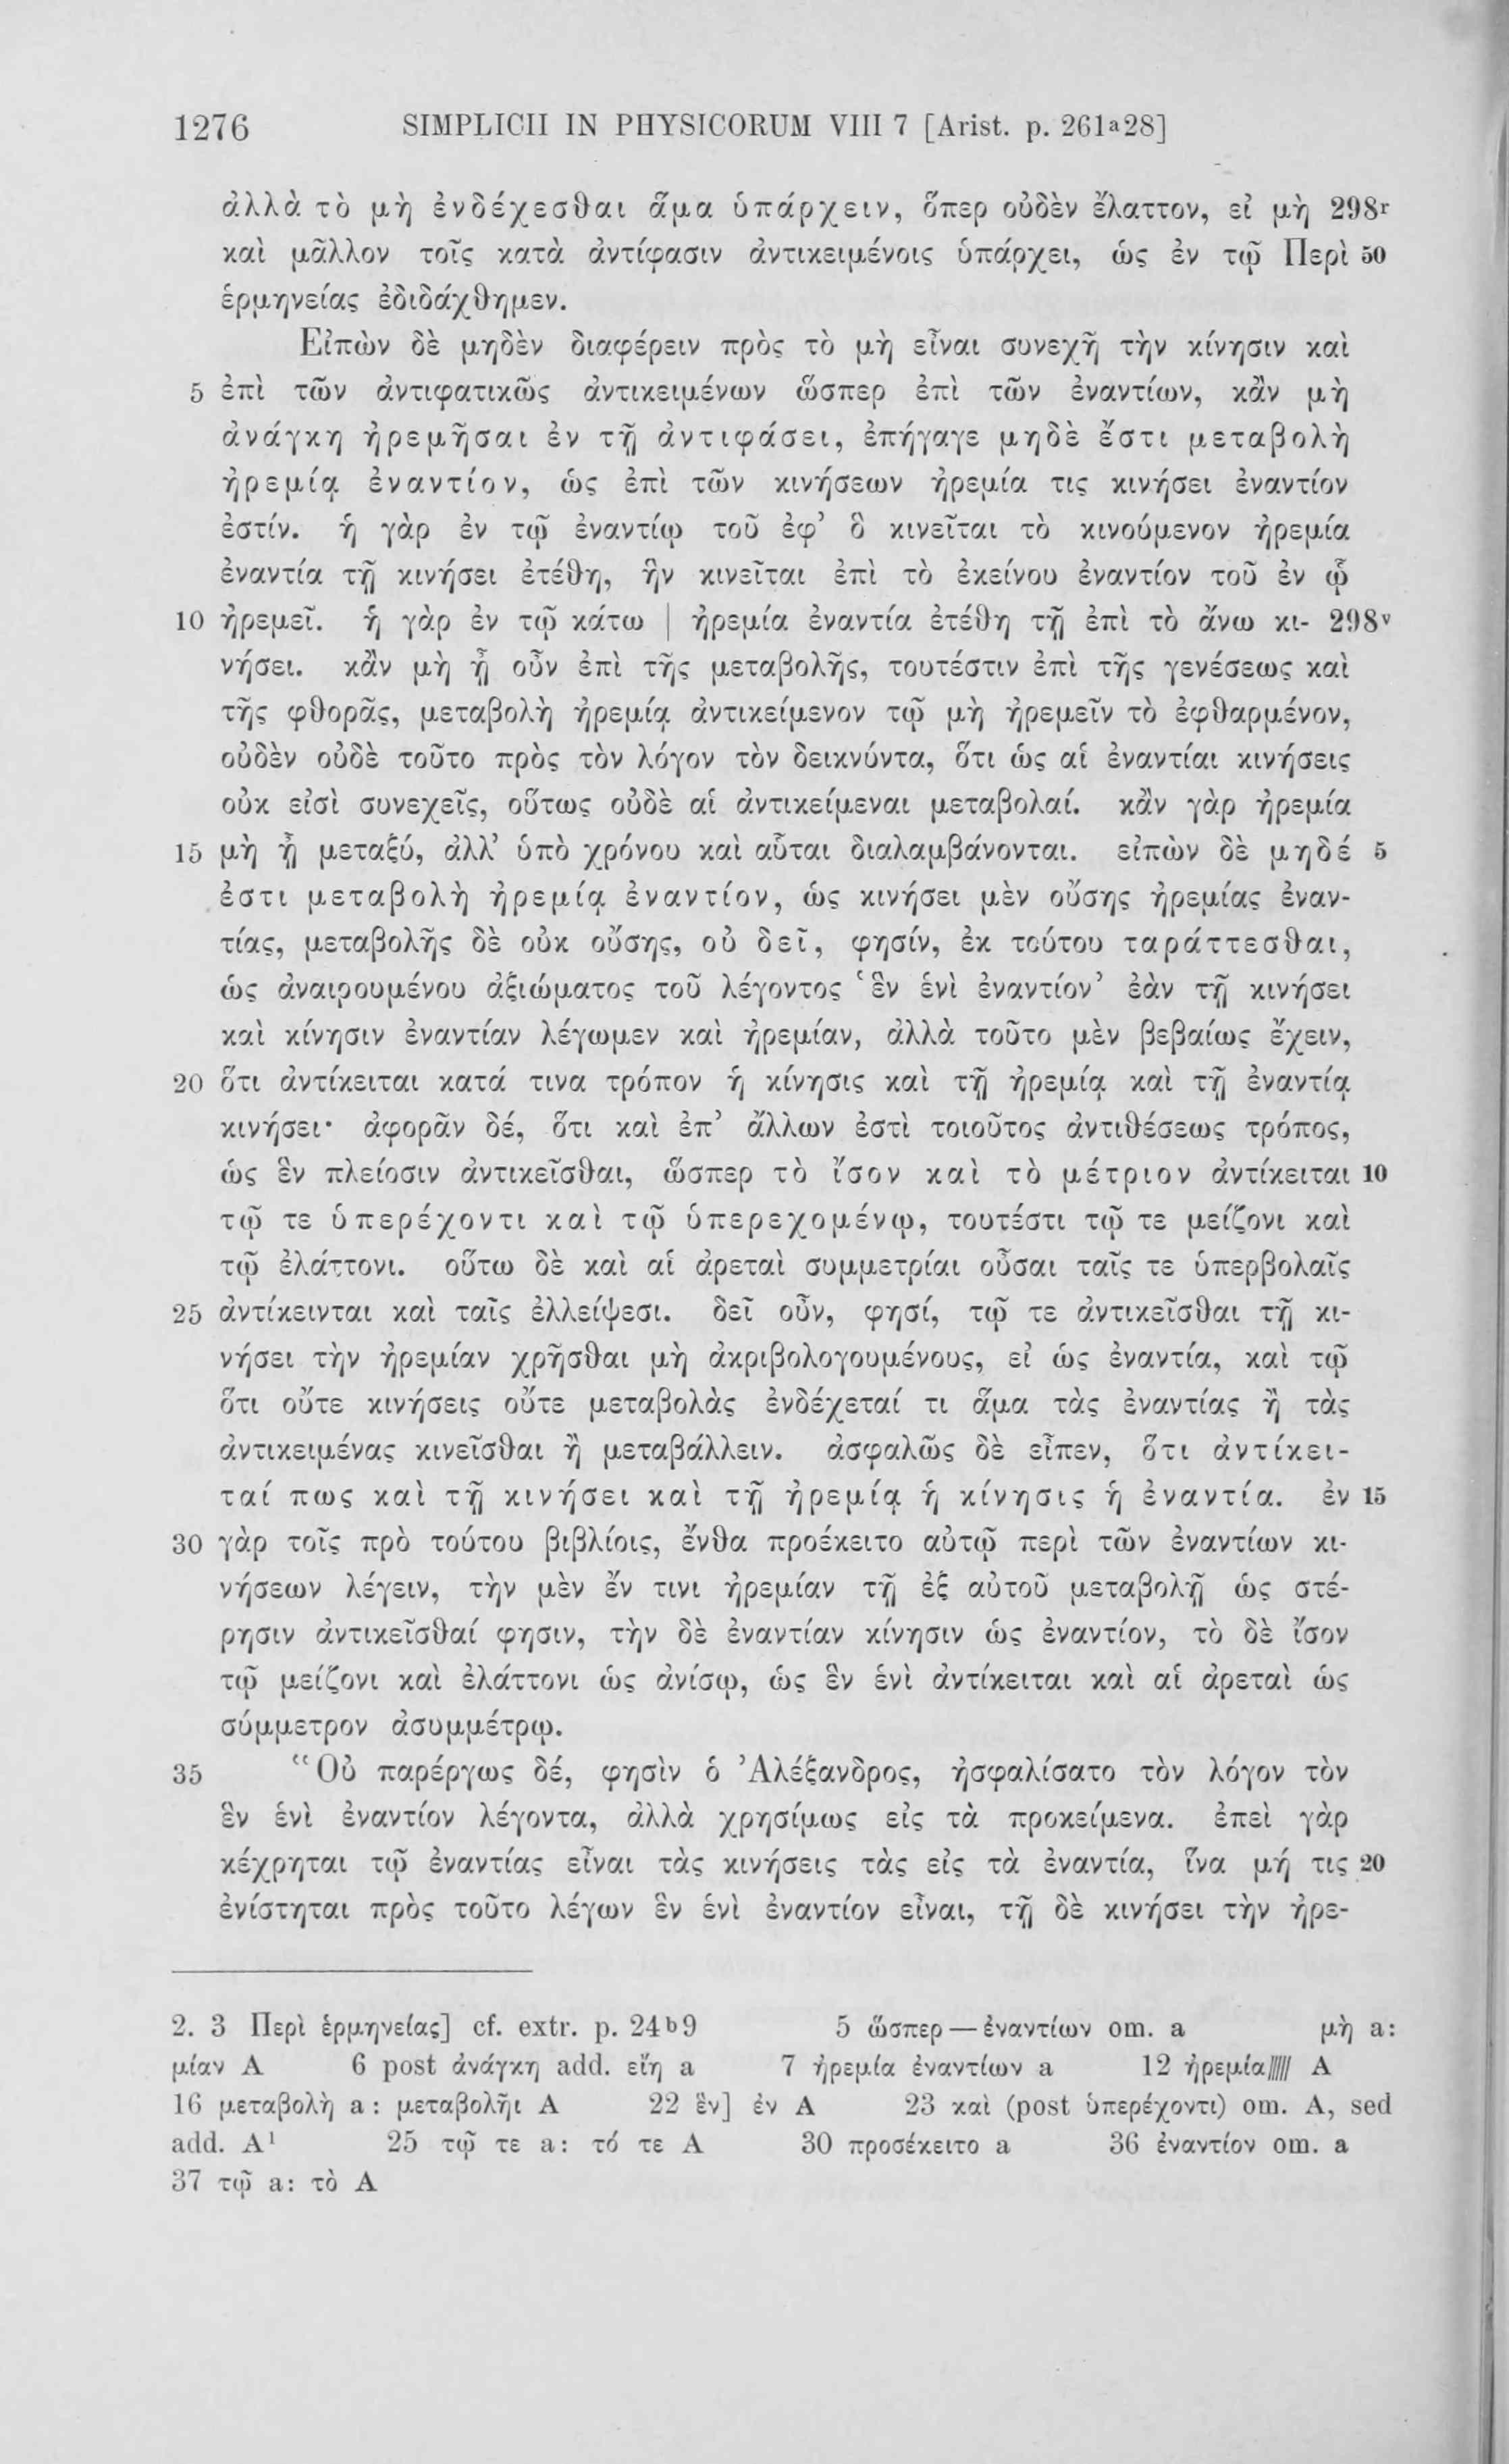 1276 SIMPLICII IN PHYSICORUM VIII 7 [Arist. p. 261a28]
ἀλλὰ τὸ μὴ ἐνδέχεσθαι ἅμα ὑπάρχειν, ὅπερ οὐδὲν ἔλαττον, εἰ μὴ 298r
καὶ μᾶλλον τοῖς κατὰ ἀντίφασιν ἀντικειμένοις ὑπάρχει, ὡς ἐν τῷ Περὶ 50
ἑρμηνείας ἐδιδάχθημεν.
Εἰπὼν δὲ μηδὲν διαφέρειν πρὸς τὸ μὴ εἶναι συνεχῆ τὴν κίνησιν καὶ
5 ἐπὶ τῶν ἀντιφατικῶς ἀντικειμένων ὥσπερ ἐπὶ τῶν ἐναντίων, κἂν μὴ
ἀνάγκη ἠρεμῆσαι ἐν τῇ ἀντιφάσει, ἐπήγαγε μηδὲ ἔστι μεταβολὴ
ἠρεμίᾳ ἐναντίον, ὡς ἐπὶ τῶν κινήσεων ἠρεμία τις κινήσει ἐναντίον
ἐστίν. ἡ γὰρ ἐν τῷ ἐναντίῳ τοῦ ἐφ’ ὃ κινεῖται τὸ κινούμενον ἠρεμία
ἐναντία τῇ κινήσει ἐτέθη, ἣν κινεῖται ἐπὶ τὸ ἐκείνου ἐναντίον τοῦ ἐν ᾧ
10 ἠρεμεῖ. ἡ γὰρ ἐν τῷ κάτω | ἠρεμία ἐναντία ἐτέθη τῇ ἐπὶ τὸ ἄνω κι- 298v
νήσει. κἂν μὴ ᾖ οὖν ἐπὶ τῆς μεταβολῆς, τουτέστιν ἐπὶ τῆς γενέσεως καὶ
τῆς φθορᾶς, μεταβολὴ ἠρεμίᾳ ἀντικείμενον τῷ μὴ ἠρεμεῖν τὸ ἐφθαρμένον,
οὐδὲν οὐδὲ τοῦτο πρὸς τὸν λόγον τὸν δεικνύντα, ὅτι ὡς αἱ ἐναντίαι κινήσεις
οὐκ εἰσὶ συνεχεῖς, οὕτως οὐδὲ αἱ ἀντικείμεναι μεταβολαί. κἂν γὰρ ἠρεμία
15 μὴ ᾖ μεταξύ, ἀλλ’ ὑπὸ χρόνου καὶ αὗται διαλαμβάνονται. εἰπὼν δὲ μηδέ 5
ἐστι μεταβολὴ ἠρεμίᾳ ἐναντίον, ὡς κινήσει μὲν οὔσης ἠρεμίας ἐναν-
τίας, μεταβολῆς δὲ οὐκ οὔσης, οὐ δεῖ, φησίν, ἐκ τούτου ταράττεσθαι,
ὡς ἀναιρουμένου ἀξιώματος τοῦ λέγοντος ‘ἓν ἑνὶ ἐναντίον’ ἐὰν τῇ κινήσει
καὶ κίνησιν ἐναντίαν λέγωμεν καὶ ἠρεμίαν, ἀλλὰ τοῦτο μὲν βεβαίως ἔχειν,
20 ὅτι ἀντίκειται κατά τινα τρόπον ἡ κίνησις καὶ τῇ ἠρεμίᾳ καὶ τῇ ἐναντίᾳ
κινήσει· ἀφορᾶν δέ, ὅτι καὶ ἐπ’ ἄλλων ἐστὶ τοιοῦτος ἀντιθέσεως τρόπος,
ὡς ἓν πλείοσιν ἀντικεῖσθαι, ὥσπερ τὸ ἴσον καὶ τὸ μέτριον ἀντίκειται 10
τῷ τε ὑπερέχοντι καὶ τῷ ὑπερεχομένῳ, τουτέστι τῷ τε μείζονι καὶ
τῷ ἐλάττονι. οὕτω δὲ καὶ αἱ ἀρεταὶ συμμετρίαι οὖσαι ταῖς τε ὑπερβολαῖς
25 ἀντίκεινται καὶ ταῖς ἐλλείψεσι. δεῖ οὖν, φησί, τῷ τε ἀντικεῖσθαι τῇ κι-
νήσει τὴν ἠρεμίαν χρῆσθαι μὴ ἀκριβολογουμένους, εἰ ὡς ἐναντία, καὶ τῷ
ὅτι οὔτε κινήσεις οὔτε μεταβολὰς ἐνδέχεταί τι ἅμα τὰς ἐναντίας ἢ τὰς
ἀντικειμένας κινεῖσθαι ἢ μεταβάλλειν. ἀσφαλῶς δὲ εἶπεν, ὅτι ἀντίκει-
ταί πως καὶ τῇ κινήσει καὶ τῇ ἠρεμίᾳ ἡ κίνησις ἡ ἐναντία. ἐν 15
30 γὰρ τοῖς πρὸ τούτου βιβλίοις, ἔνθα προέκειτο αὐτῷ περὶ τῶν ἐναντίων κι-
νήσεων λέγειν, τὴν μὲν ἔν τινι ἠρεμίαν τῇ ἐξ αὐτοῦ μεταβολῇ ὡς στέ-
ρησιν ἀντικεῖσθαί φησιν, τὴν δὲ ἐναντίαν κίνησιν ὡς ἐναντίον, τὸ δὲ ἴσον
τῷ μείζονι καὶ ἐλάττονι ὡς ἀνίσῳ, ὡς ἓν ἑνὶ ἀντίκειται καὶ αἱ ἀρεταὶ ὡς
σύμμετρον ἀσυμμέτρῳ.
35 “Οὐ παρέργως δέ, φησὶν ὁ Ἀλέξανδρος, ἠσφαλίσατο τὸν λόγον τὸν
ἓν ἑνὶ ἐναντίον λέγοντα, ἀλλὰ χρησίμως εἰς τὰ προκείμενα. ἐπεὶ γὰρ
κέχρηται τῷ ἐναντίας εἶναι τὰς κινήσεις τὰς εἰς τὰ ἐναντία, ἵνα μή τις 20
ἐνίστηται πρὸς τοῦτο λέγων ἓν ἑνὶ ἐναντίον εἶναι, τῇ δὲ κινήσει τὴν ἠρε-
2. 3 Περὶ ἑρμηνείας] cf. extr. p. 24b9 5 ὥσπερ — ἐναντίων om. a μὴ a:
μίαν A 6 post ἀνάγκη add. εἴη a 7 ἠρεμία ἐναντίων a 12 ἠρεμία///// A
16 μεταβολὴ a: μεταβολῆι A 22 ἓν] ἐν A 23 καὶ (post ὑπερέχοντι) om. A, sed
add. A¹ 25 τῷ τε a: τό τε A 30 προσέκειτο a 36 ἐναντίον om. a
37 τῷ a: τὸ A